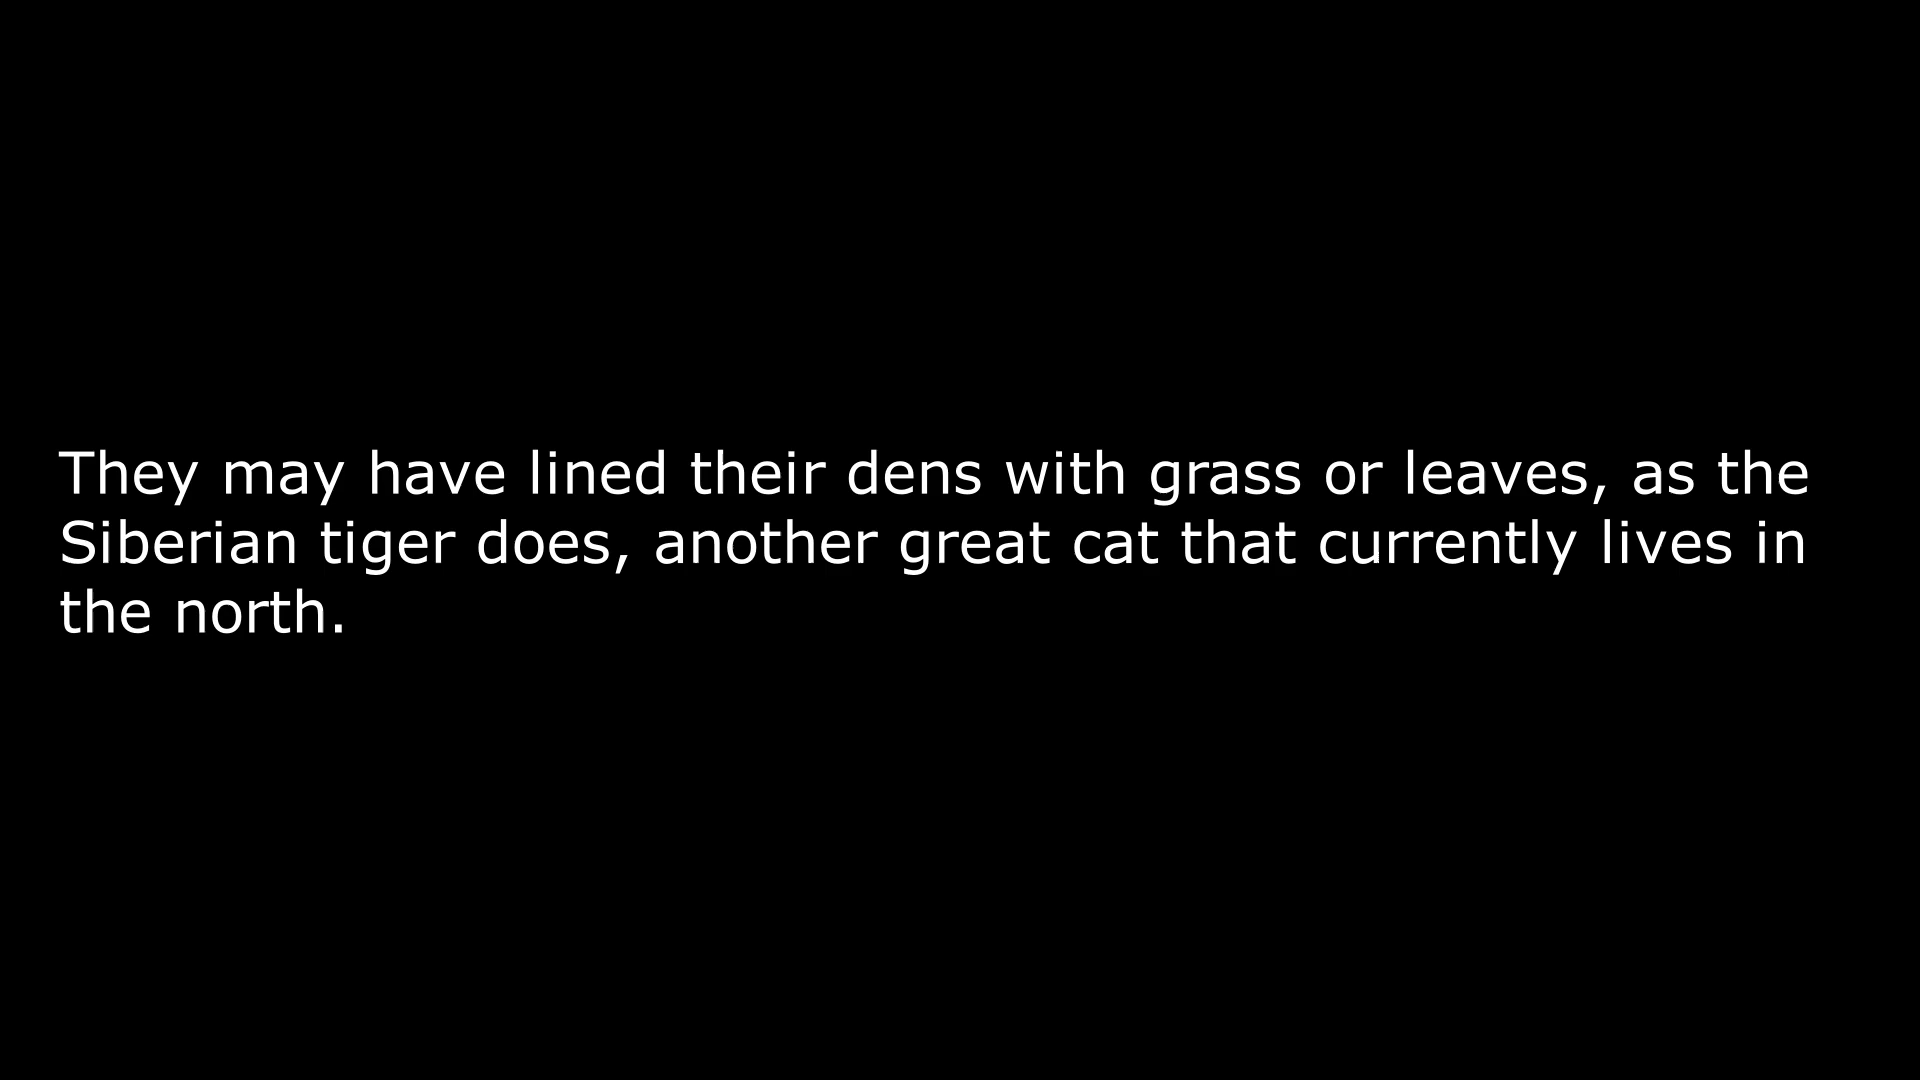 They may have lined their dens with grass or leaves, as the
Siberian tiger does, another great cat that currently lives in
the north.